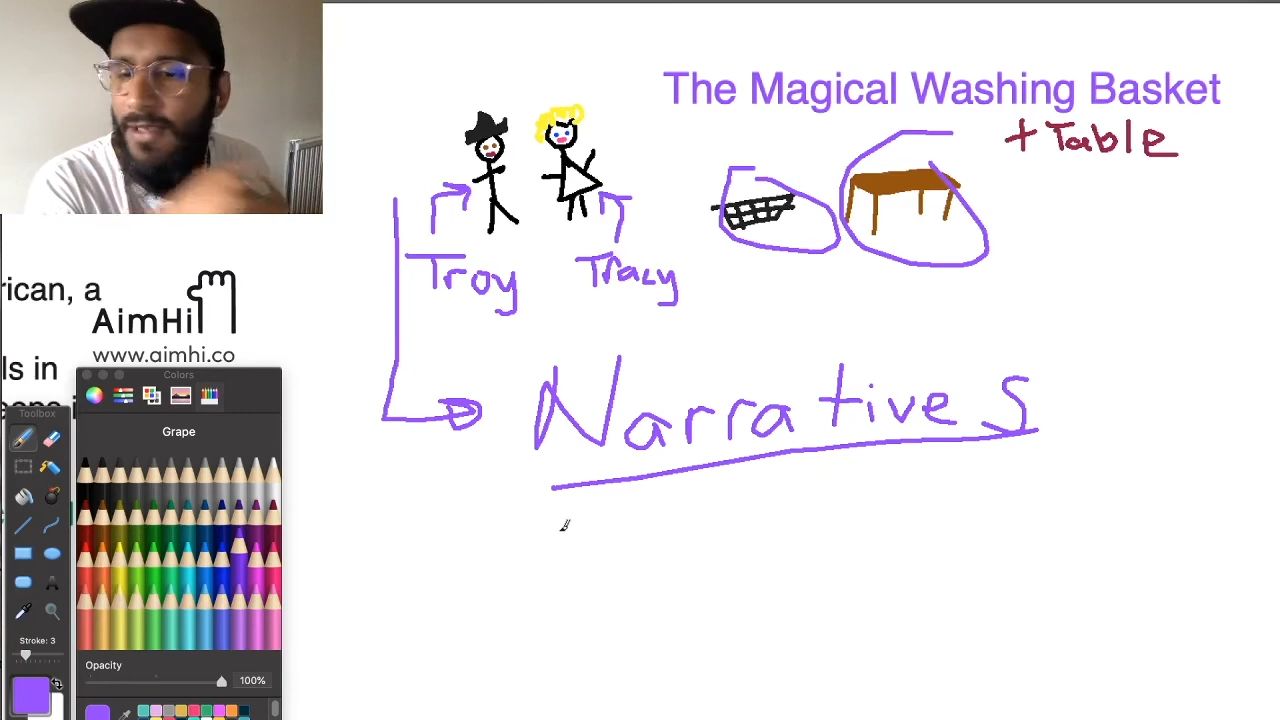 The Magical Washing Basket
+ Table
Troy
Tracy
Narratives
rican, a
AimHi
www.aimhi.co
ls in
Colors
Toolbox
Grape
Stroke: 3
Opacity
100%